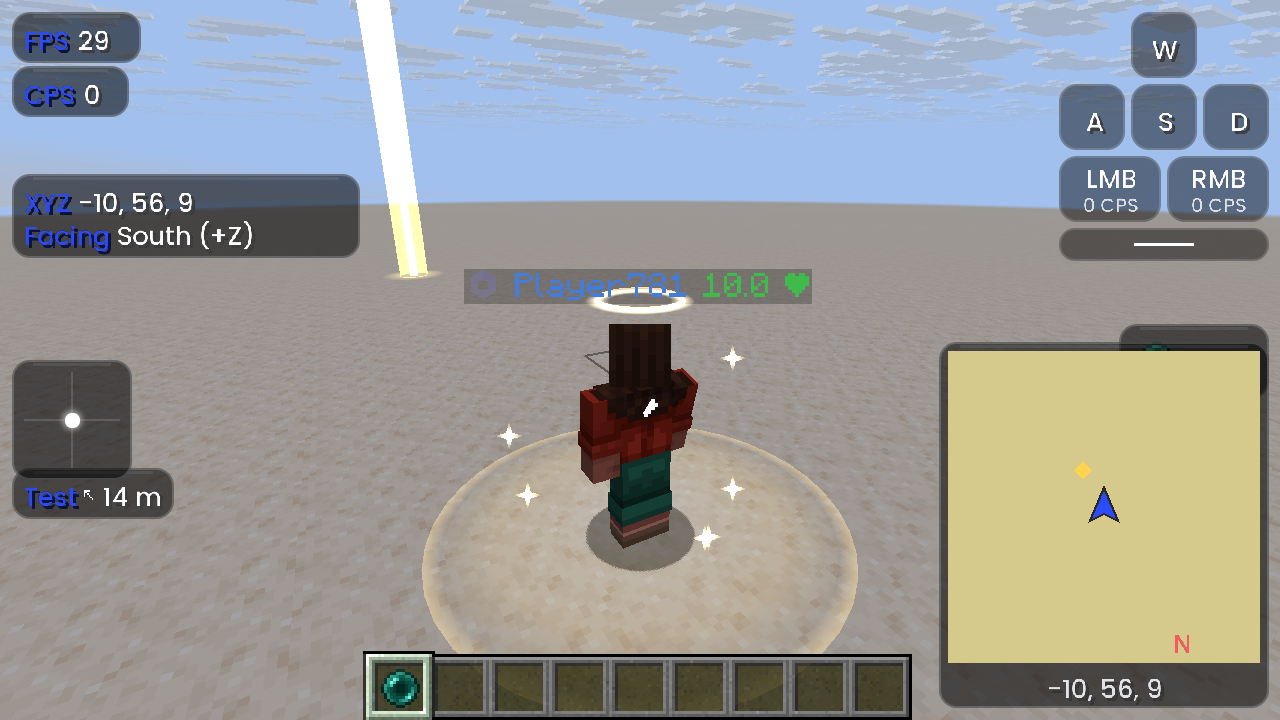 FPS 29
CPS 0
XYZ -10, 56, 9
Facing South (+Z)
Test ↖ 14 m
Player781 10.0
W
A S D
LMB RMB
0 CPS 0 CPS
N
-10, 56, 9